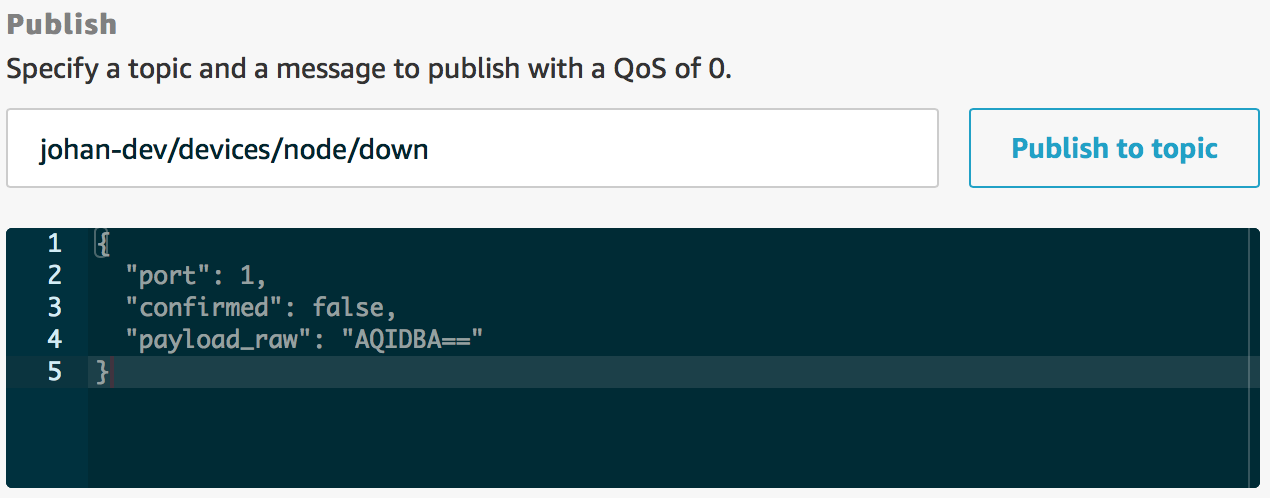 Publish
Specify a topic and a message to publish with a QoS of 0.
johan-dev/devices/node/down
Publish to topic
1 {
2 "port": 1,
3 "confirmed": false,
4 "payload_raw": "AQIDBA=="
5 }